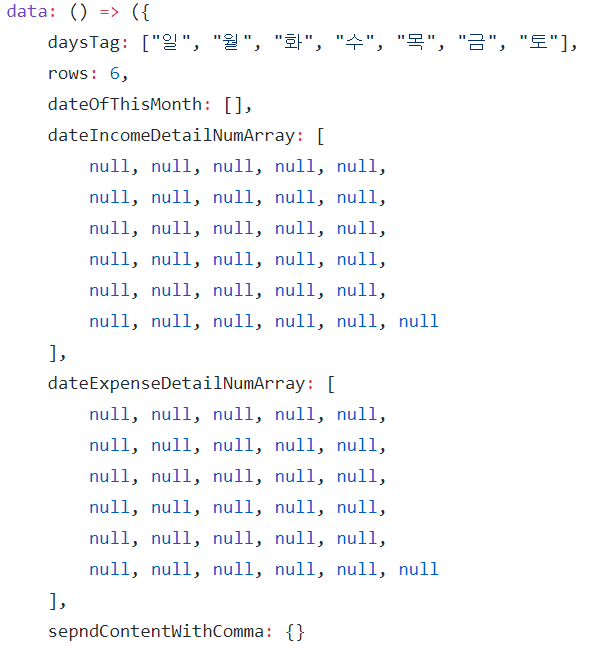 data: () => ({
daysTag: ["일", "월", "화", "수", "목", "금", "토"],
rows: 6,
dateOfThisMonth: [],
dateIncomeDetailNumArray: [
null, null, null, null, null,
null, null, null, null, null,
null, null, null, null, null,
null, null, null, null, null,
null, null, null, null, null,
null, null, null, null, null, null
],
dateExpenseDetailNumArray: [
null, null, null, null, null,
null, null, null, null, null,
null, null, null, null, null,
null, null, null, null, null,
null, null, null, null, null,
null, null, null, null, null, null
],
sepndContentWithComma: {}